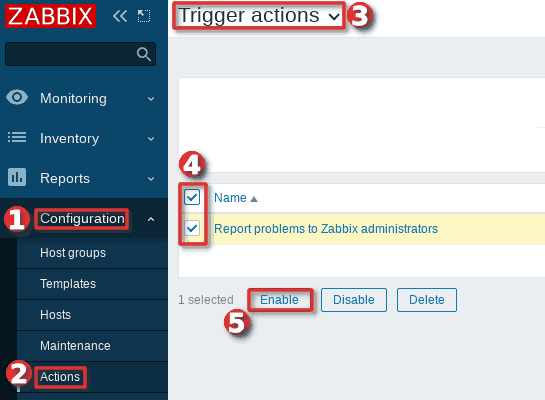 ZABBIX
Trigger actions
3
Monitoring
Inventory
Reports
4
Name
1
Configuration
Report problems to Zabbix administrators
Host groups
Templates
1 selected
Enable
Disable
Delete
Hosts
5
Maintenance
2
Actions